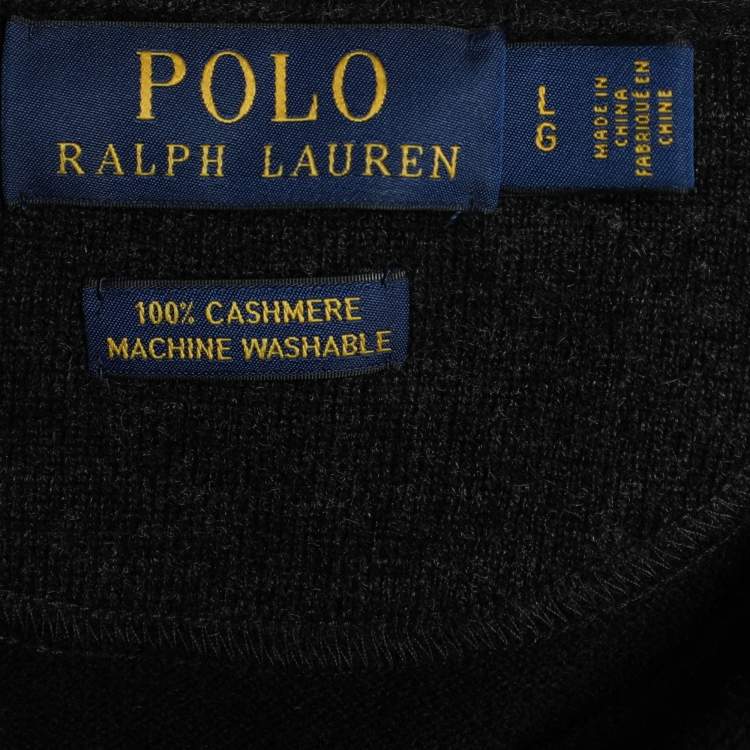 POLO
RALPH LAUREN
L
G
MADE IN
CHINA
FABRIQUÉ EN
CHINE
100% CASHMERE
MACHINE WASHABLE